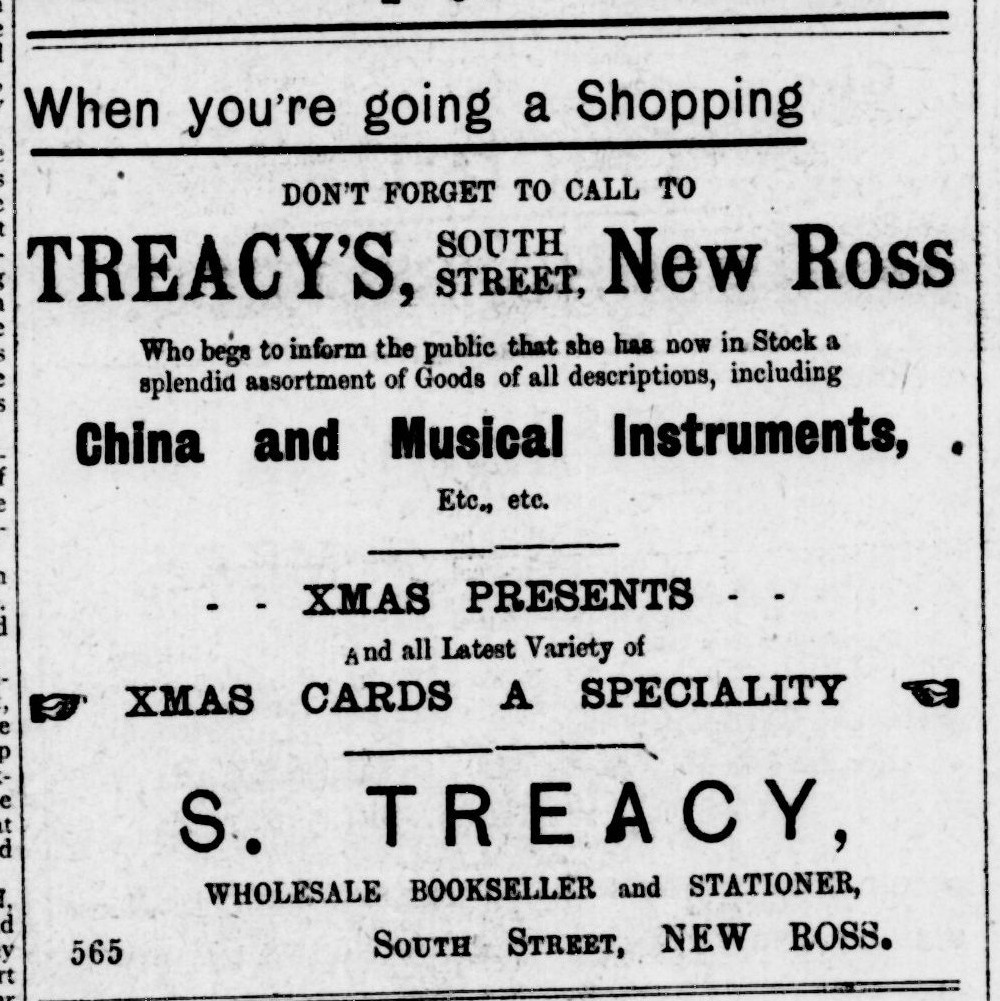 When you're going a Shopping
DON'T FORGET TO CALL TO
TREACY'S, SOUTH STREET, New Ross
Who begs to inform the public that she has now in Stock a
splendid assortment of Goods of all descriptions, including
China and Musical Instruments, .
Etc., etc.
- - XMAS PRESENTS - -
And all Latest Variety of
☞ XMAS CARDS A SPECIALITY ☜
S. TREACY,
WHOLESALE BOOKSELLER and STATIONER,
565 SOUTH STREET, NEW ROSS.